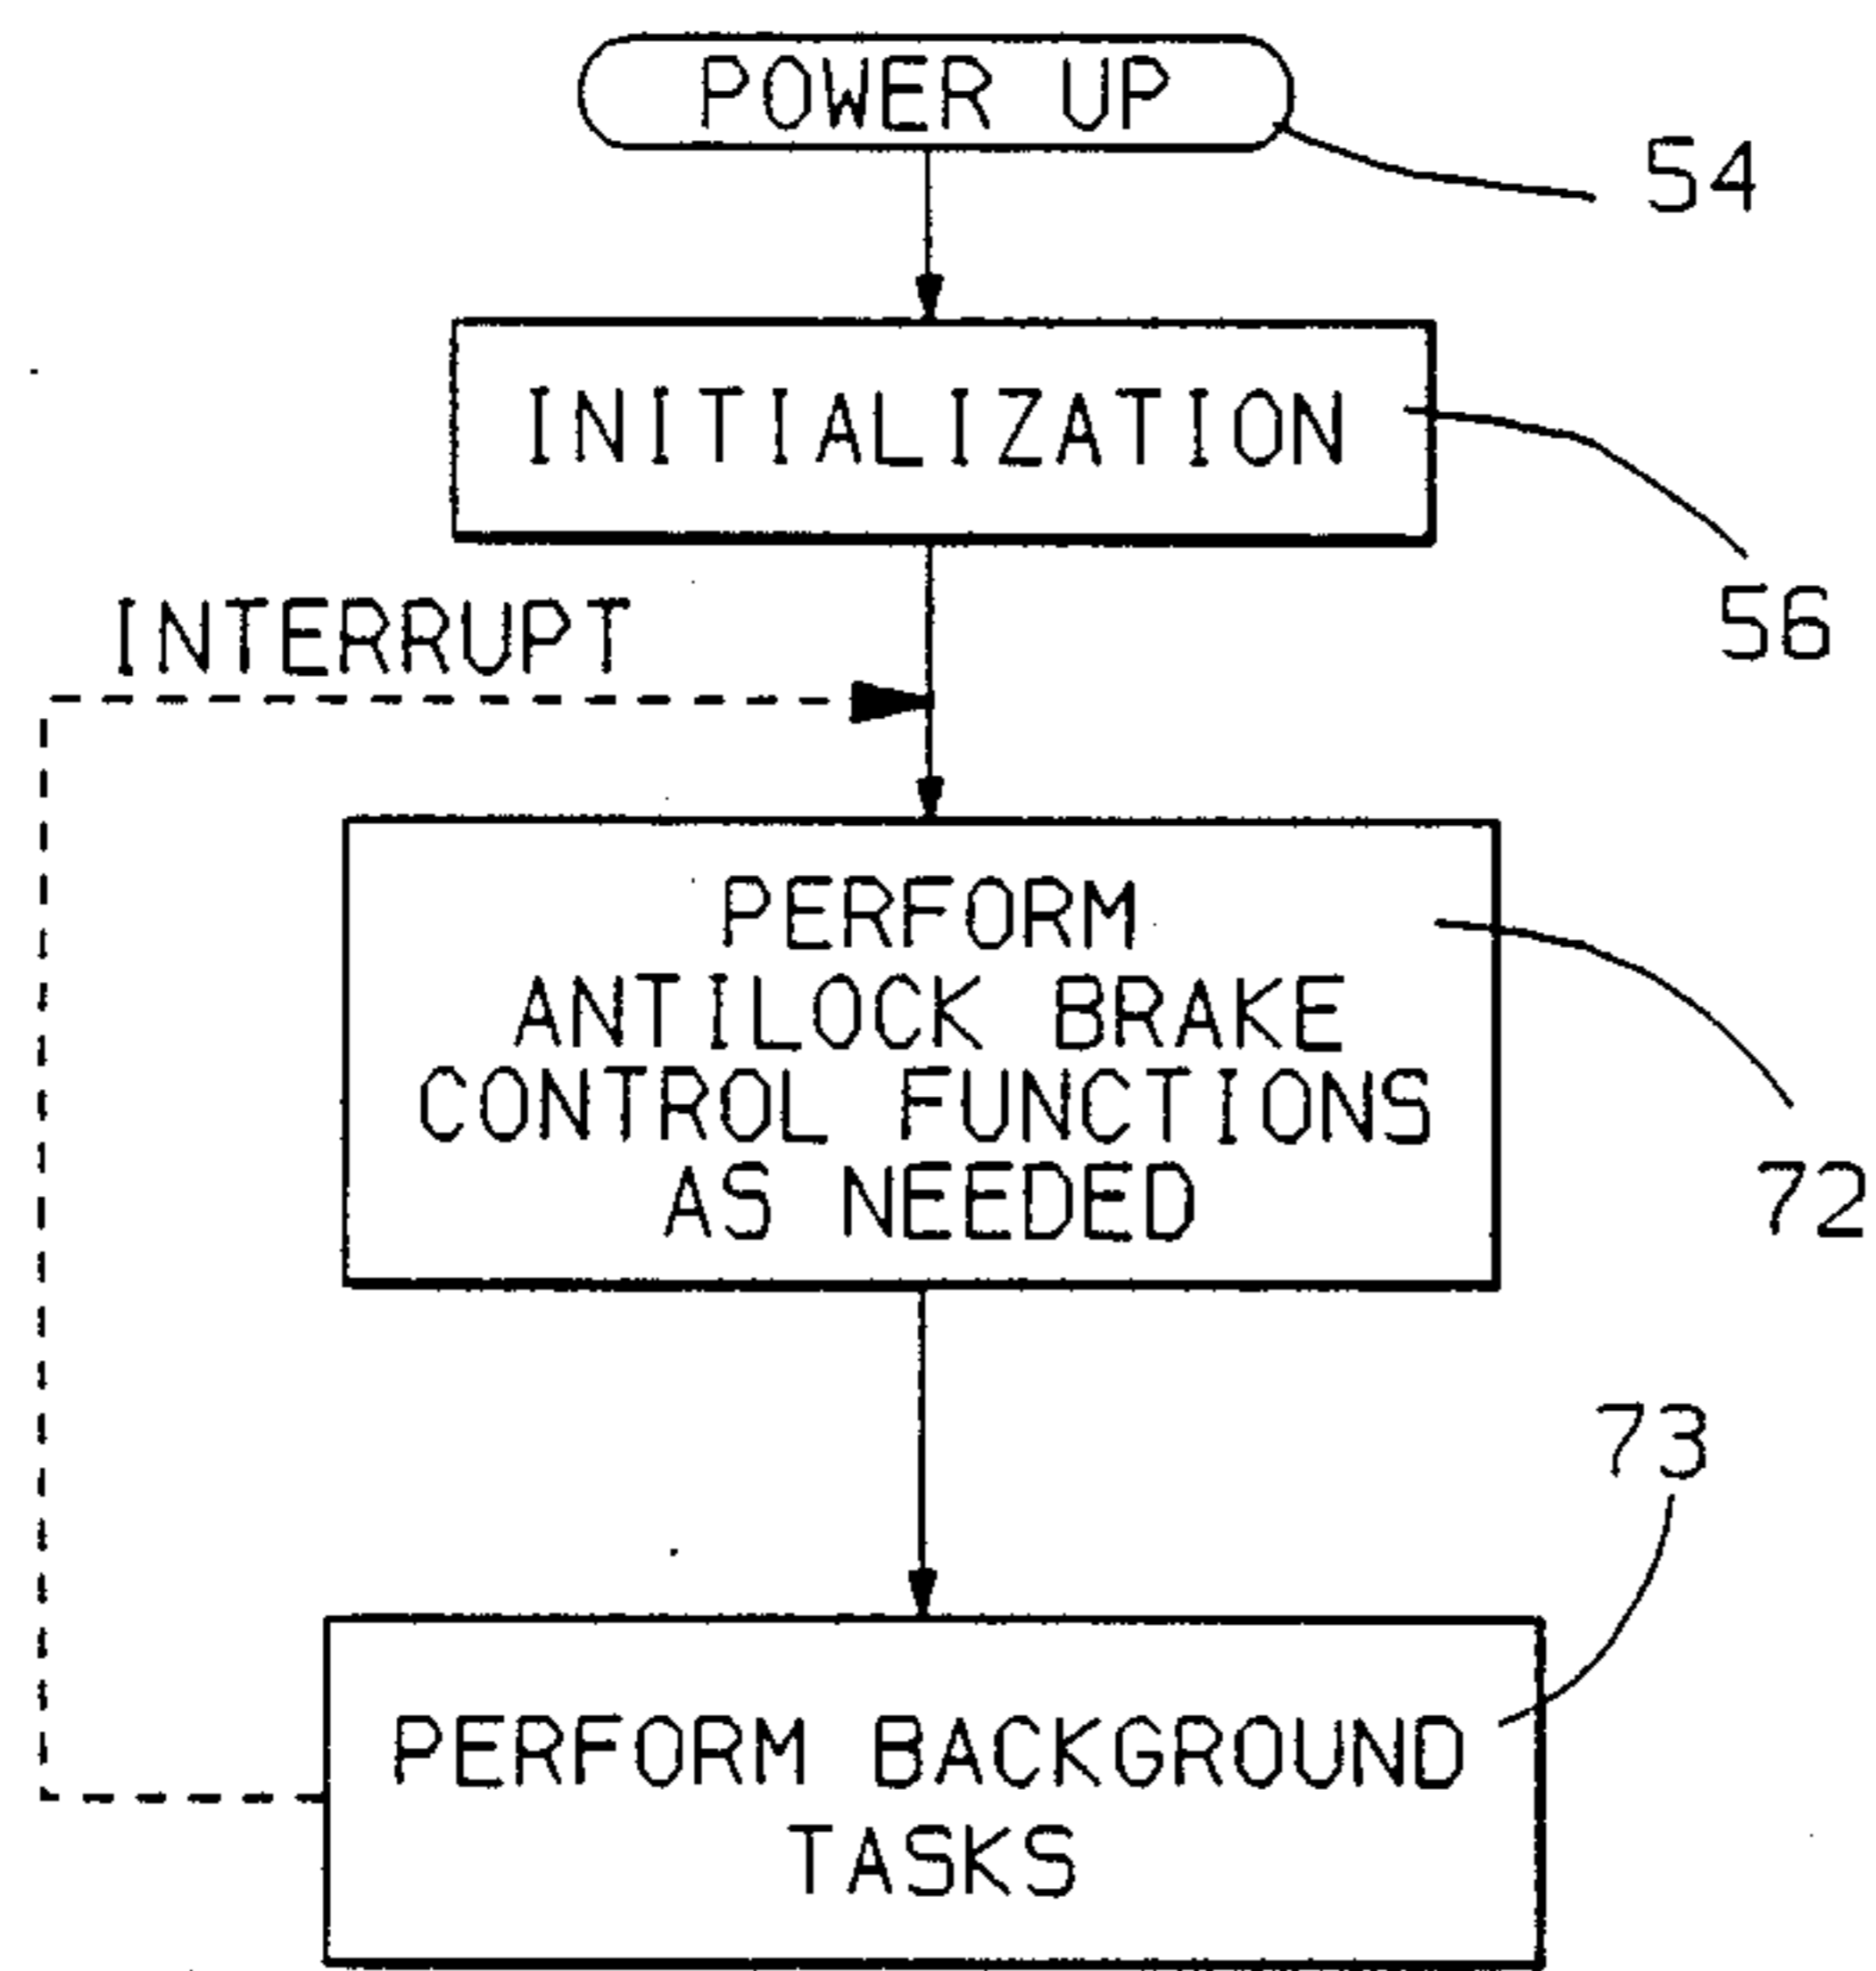 POWER UP
54
INITIALIZATION
56
INTERRUPT
PERFORM
ANTILOCK BRAKE
CONTROL FUNCTIONS
AS NEEDED
72
73
PERFORM BACKGROUND
TASKS